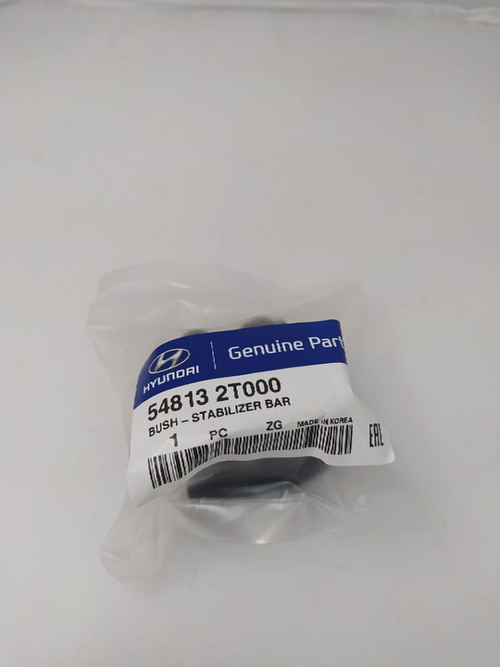 HYUNDAI
Genuine Part
54813 2T000
BUSH – STABILIZER BAR
1 PC ZG MADE IN KOREA
EAC